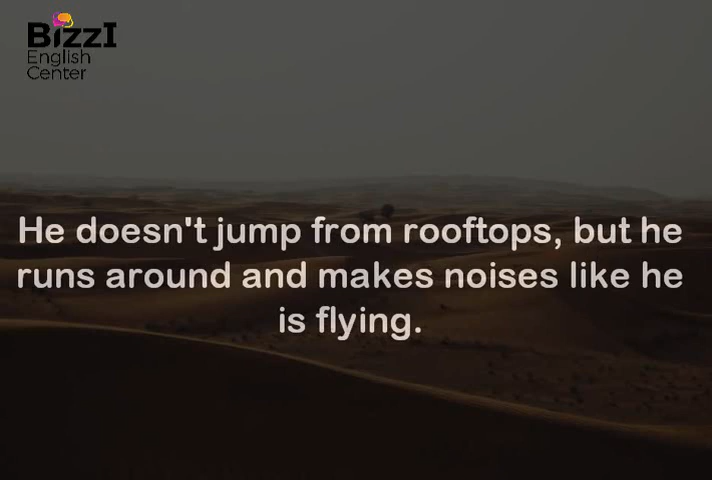 BizzI
English
Center
He doesn't jump from rooftops, but he
runs around and makes noises like he
is flying.